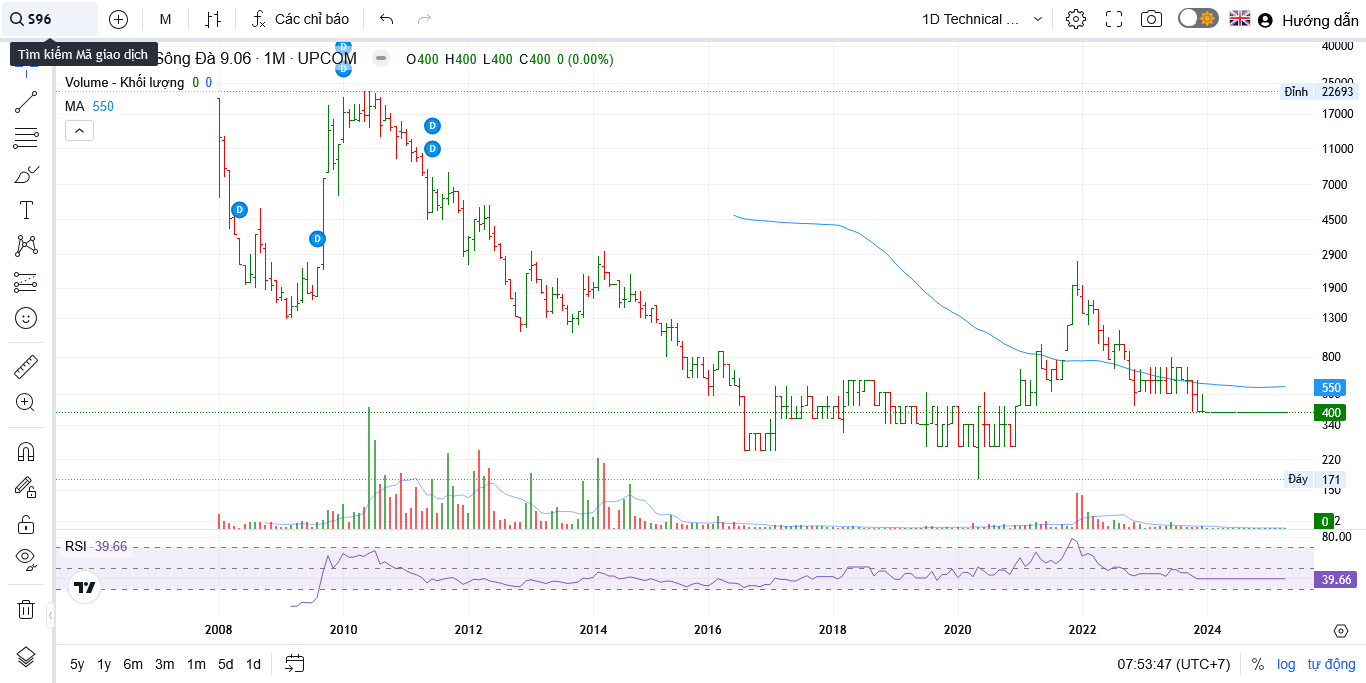 S96
M
Các chỉ báo
1D Technical ...
Hướng dẫn
Tìm kiếm Mã giao dịch
Sông Đà 9.06 · 1M · UPCOM
O400 H400 L400 C400 0 (0.00%)
Volume - Khối lượng 0 0
MA 550
D
D
D
D
D
D
40000
25000
Đỉnh 22693
17000
11000
7000
4500
2900
1900
1300
800
550
400
340
220
Đáy 171
150
0
2
80.00
RSI 39.66
39.66
2008 2010 2012 2014 2016 2018 2020 2022 2024
5y 1y 6m 3m 1m 5d 1d
07:53:47 (UTC+7) % log tự động